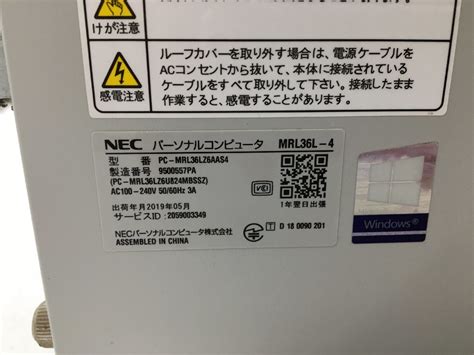 けが注意
感電注意
ルーフカバーを取り外す場合は、電源ケーブルを
ACコンセントから抜いて、本体に接続されている
ケーブルをすべて取り外して下さい。接続したまま
作業すると、感電することがあります。
NEC パーソナルコンピュータ MRL36L-4
型番 PC-MRL36LZ6AAS4
製造番号 9500557PA
(PC-MRL36LZ6U824MBSSZ)
AC100-240V 50/60Hz 3A
1年翌日出張
出荷年月2019年05月
サービスID: 2059003349
NECパーソナルコンピュータ株式会社
ASSEMBLED IN CHINA
D 18 0090 201
Windows